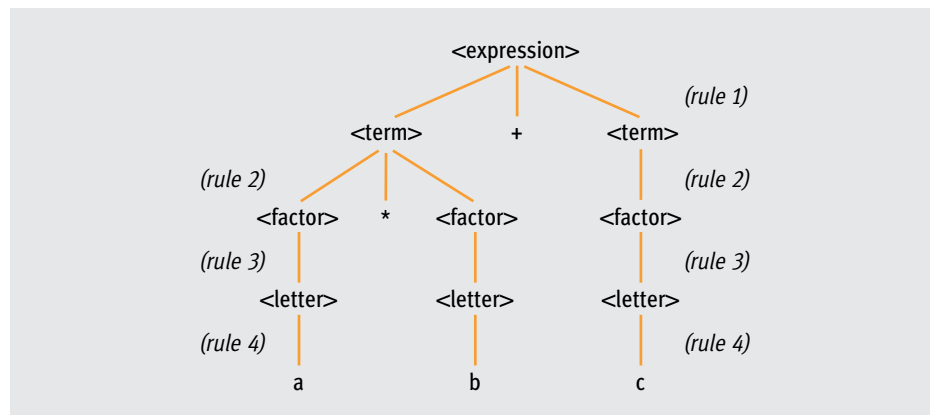 <expression>
(rule 1)
<term> + <term>
(rule 2) (rule 2)
<factor> * <factor> <factor>
(rule 3) (rule 3)
<letter> <letter> <letter>
(rule 4) (rule 4)
a b c